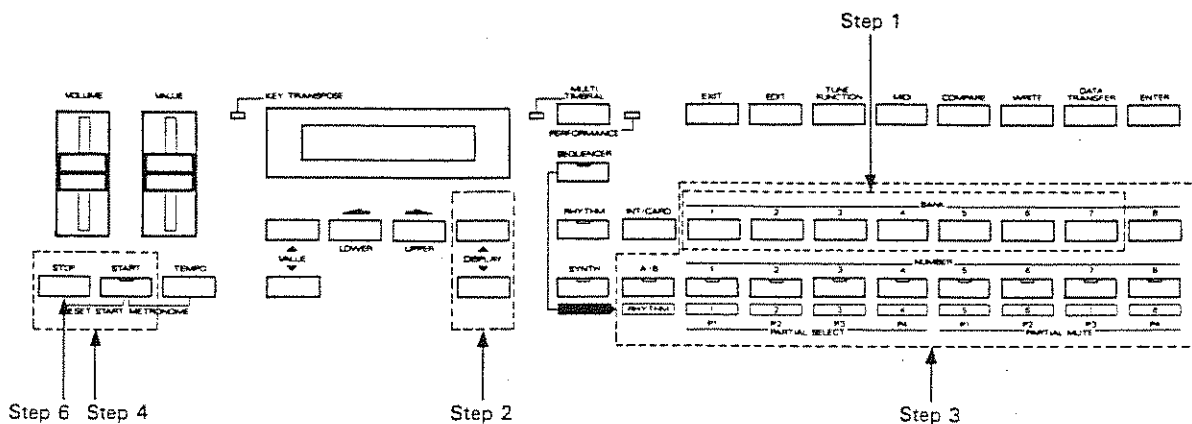 Step 1
VOLUME VALUE KEY TRANSPOSE MULTI TIMBRAL EXIT EDIT TUNE FUNCTION MIDI COMPARE WRITE DATA TRANSFER ENTER
PERFORMANCE
SEQUENCER
BANK
RHYTHM INT/CARD 1 2 3 4 5 6 7 8
LOWER UPPER
VALUE DISPLAY
NUMBER
STOP START TEMPO SYNTH A·B 1 2 3 4 5 6 7 8
RESET START METRONOME RHYTHM 1 2 3 4 5 6 7 8
P1 P2 P3 P4 P1 P2 P3 P4
PARTIAL SELECT PARTIAL MUTE
Step 6 Step 4 Step 2 Step 3